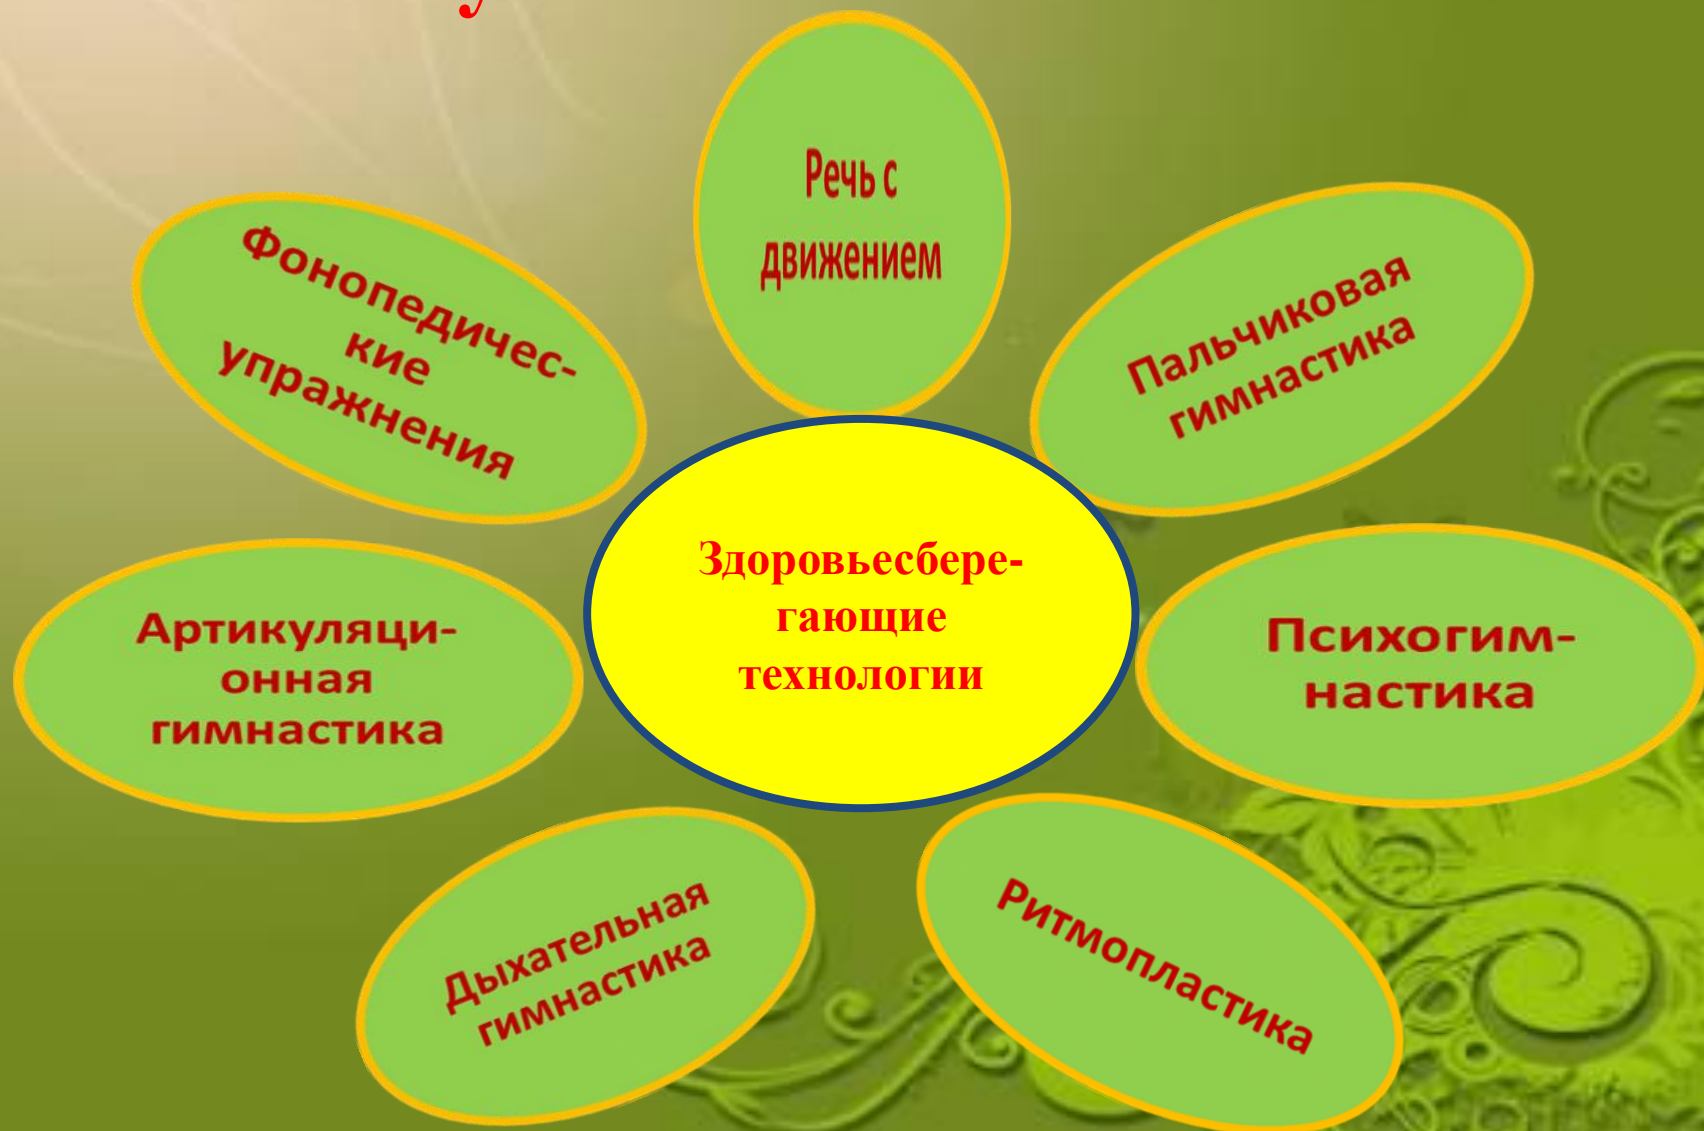 Речь с
движением
Фонопедичес-
кие
упражнения
Пальчиковая
гимнастика
Здоровьесбере-
гающие
технологии
Артикуляци-
онная
гимнастика
Психогим-
настика
Дыхательная
гимнастика
Ритмопластика